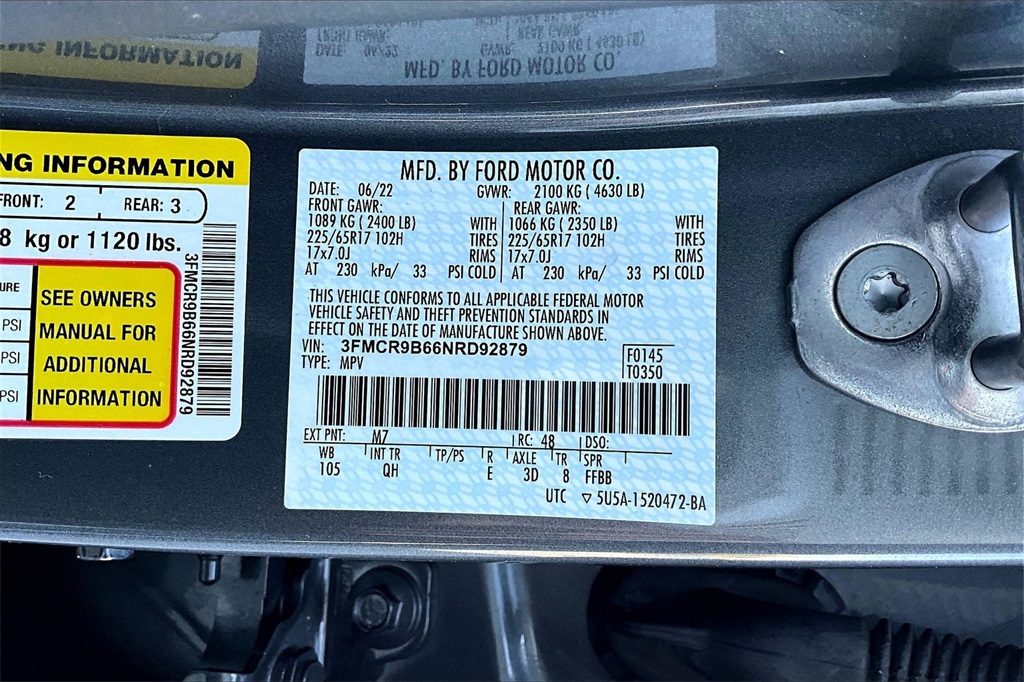 NG INFORMATION
FRONT: 2 REAR: 3
8 kg or 1120 lbs.
URE
PSI
PSI
PSI
SEE OWNERS
MANUAL FOR
ADDITIONAL
INFORMATION
3FMCR9B66NRD92879
MFD. BY FORD MOTOR CO.
DATE: 06/22 GVWR: 2100 KG ( 4630 LB)
FRONT GAWR: REAR GAWR:
1089 KG ( 2400 LB) WITH 1066 KG ( 2350 LB) WITH
225/65R17 102H TIRES 225/65R17 102H TIRES
17x7.0J RIMS 17x7.0J RIMS
AT 230 kPa/ 33 PSI COLD AT 230 kPa/ 33 PSI COLD
THIS VEHICLE CONFORMS TO ALL APPLICABLE FEDERAL MOTOR
VEHICLE SAFETY AND THEFT PREVENTION STANDARDS IN
EFFECT ON THE DATE OF MANUFACTURE SHOWN ABOVE.
VIN: 3FMCR9B66NRD92879
TYPE: MPV
F0145
T0350
EXT PNT: M7 RC: 48 DSO:
WB INT TR TP/PS R AXLE TR SPR
105 QH E 3D 8 FFBB
UTC ▽ 5U5A-1520472-BA